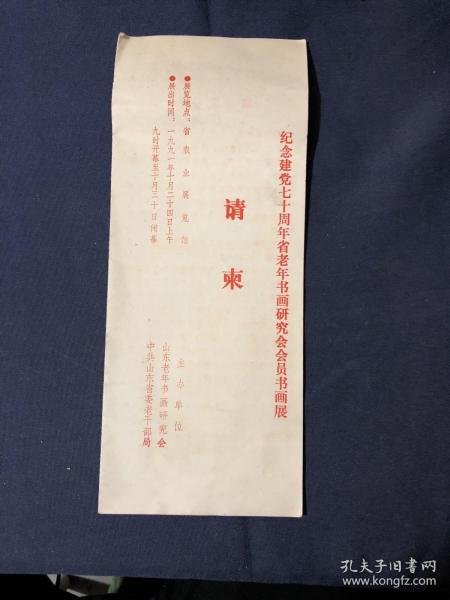 纪念建党七十周年省老年书画研究会会员书画展
请柬
●展览地点：省农业展览馆
●展出时间：一九九一年十月二十四日上午
九时开幕至十月三十日闭幕
主办单位
山东老年书画研究会
中共山东省委老干部局
孔夫子旧书网
www.kongfz.com